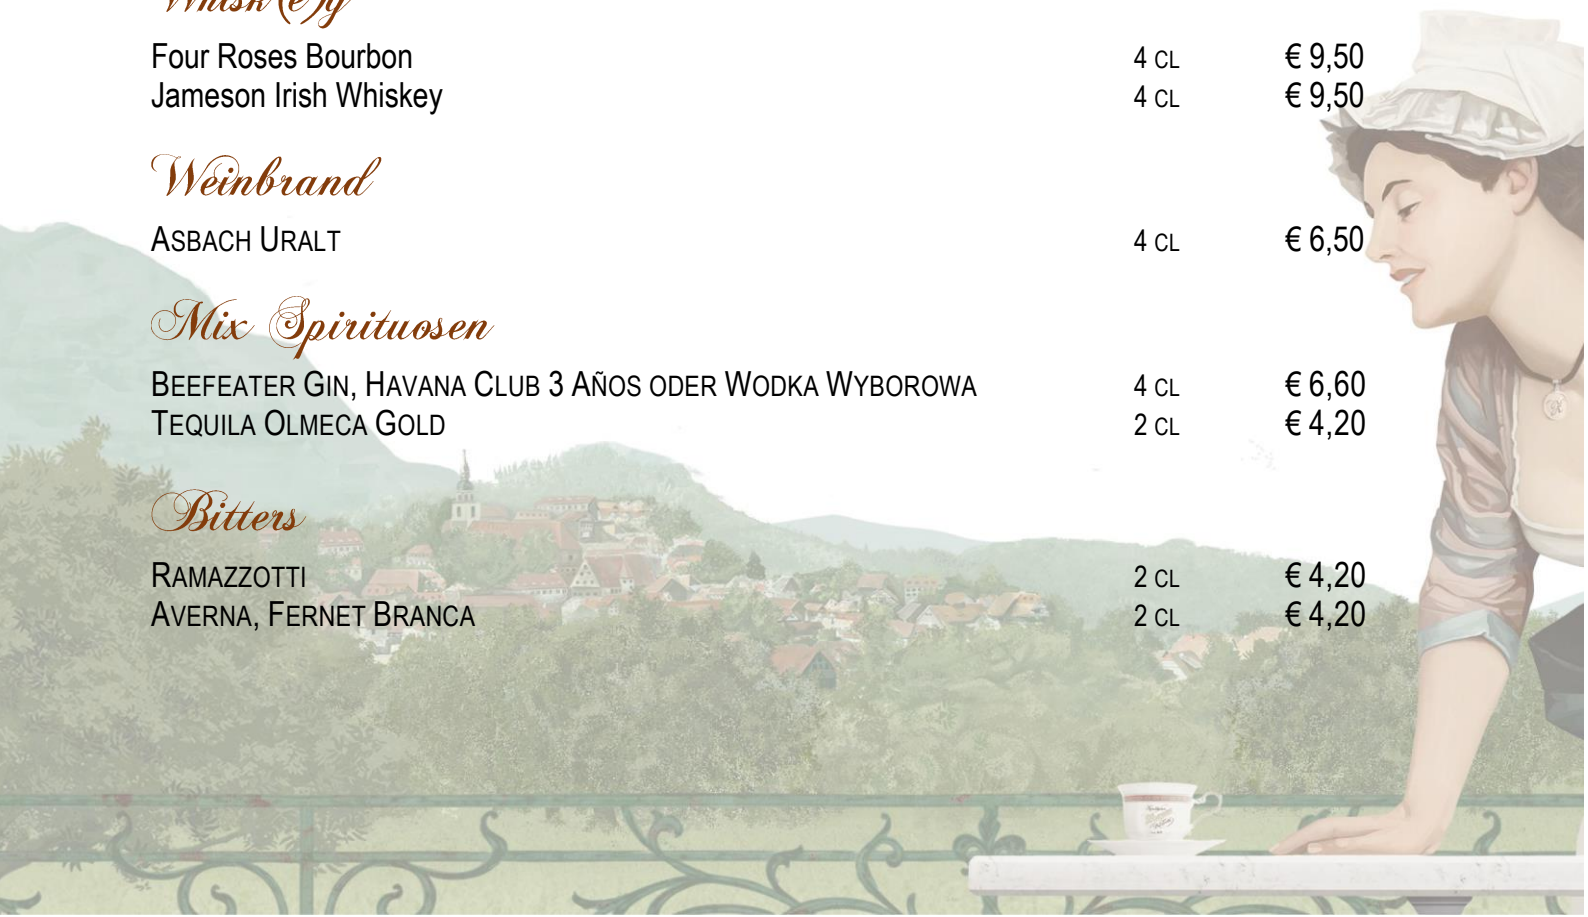 Whisk(e)y
Four Roses Bourbon 4 CL € 9,50
Jameson Irish Whiskey 4 CL € 9,50
Weinbrand
ASBACH URALT 4 CL € 6,50
Mix Spirituosen
BEEFEATER GIN, HAVANA CLUB 3 AÑOS ODER WODKA WYBOROWA 4 CL € 6,60
TEQUILA OLMECA GOLD 2 CL € 4,20
Bitters
RAMAZZOTTI 2 CL € 4,20
AVERNA, FERNET BRANCA 2 CL € 4,20